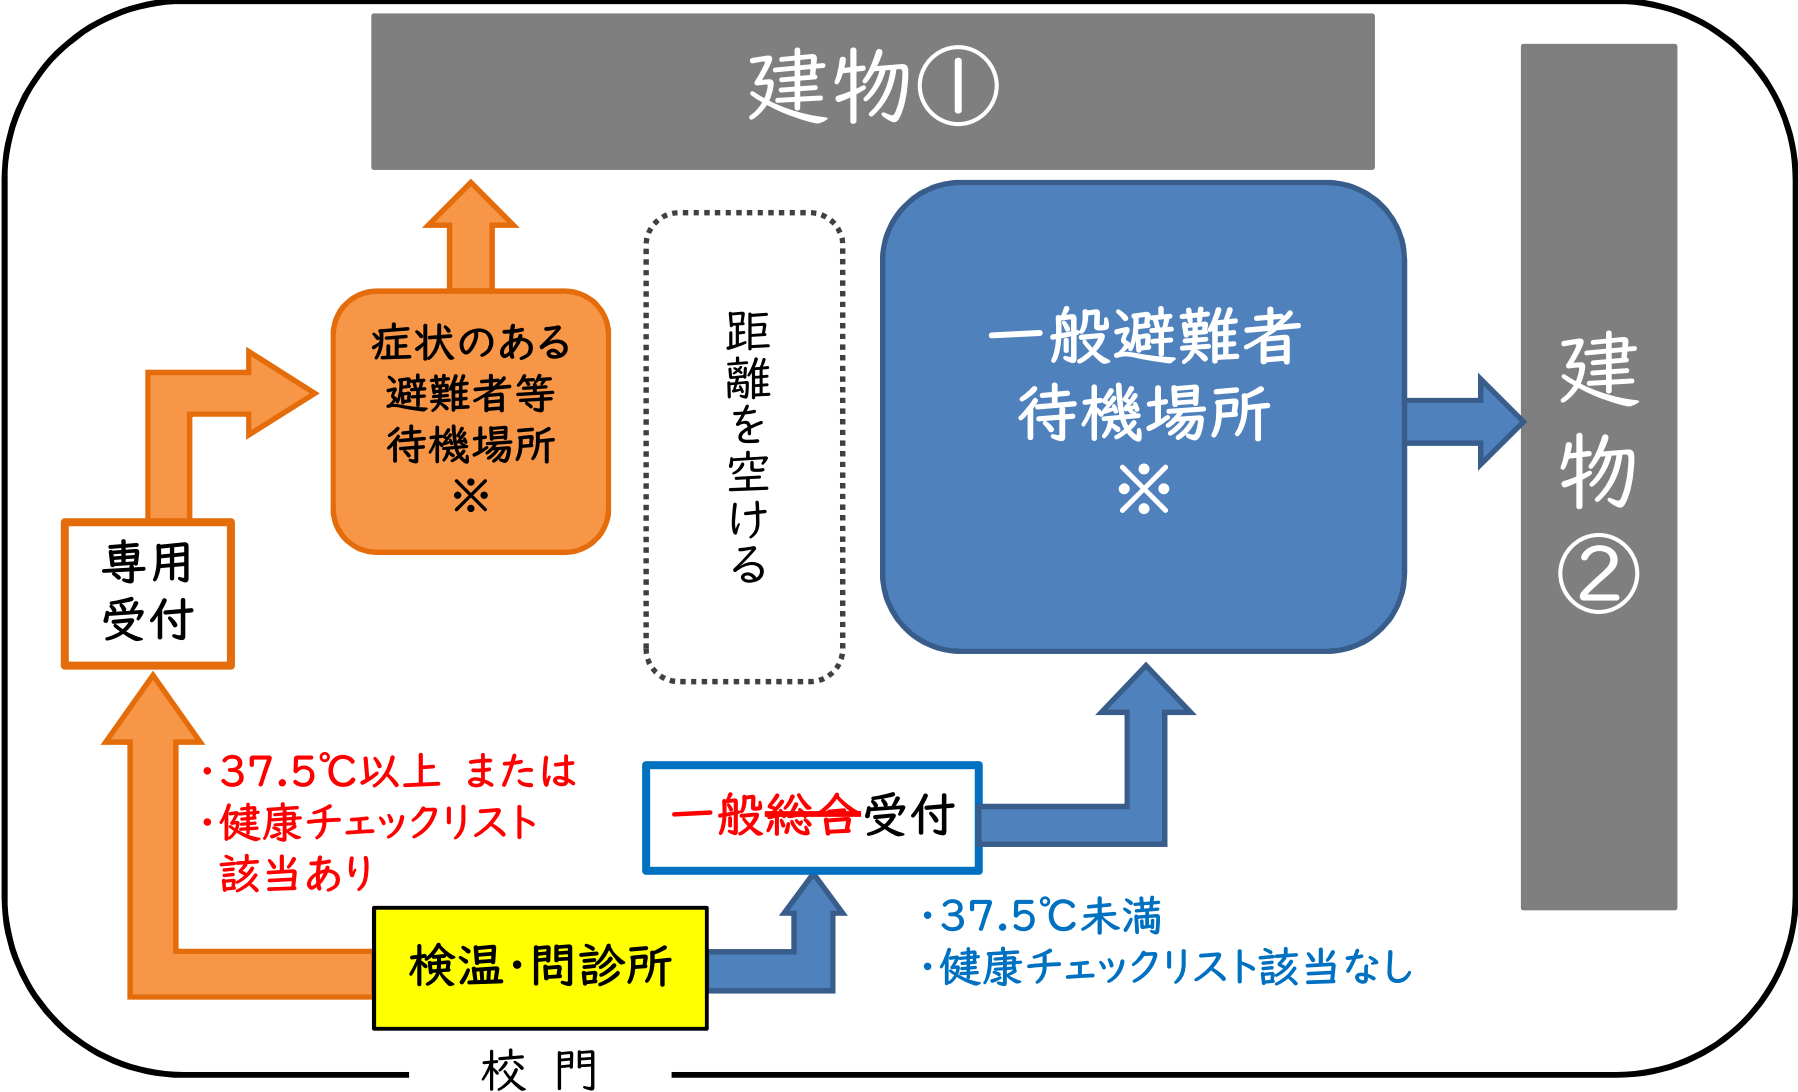 建物①
症状のある
避難者等
待機場所
※
距離を空ける
一般避難者
待機場所
※
建物②
専用
受付
・37.5℃以上 または
・健康チェックリスト
該当あり
一般総合受付
・37.5℃未満
・健康チェックリスト該当なし
検温・問診所
校 門